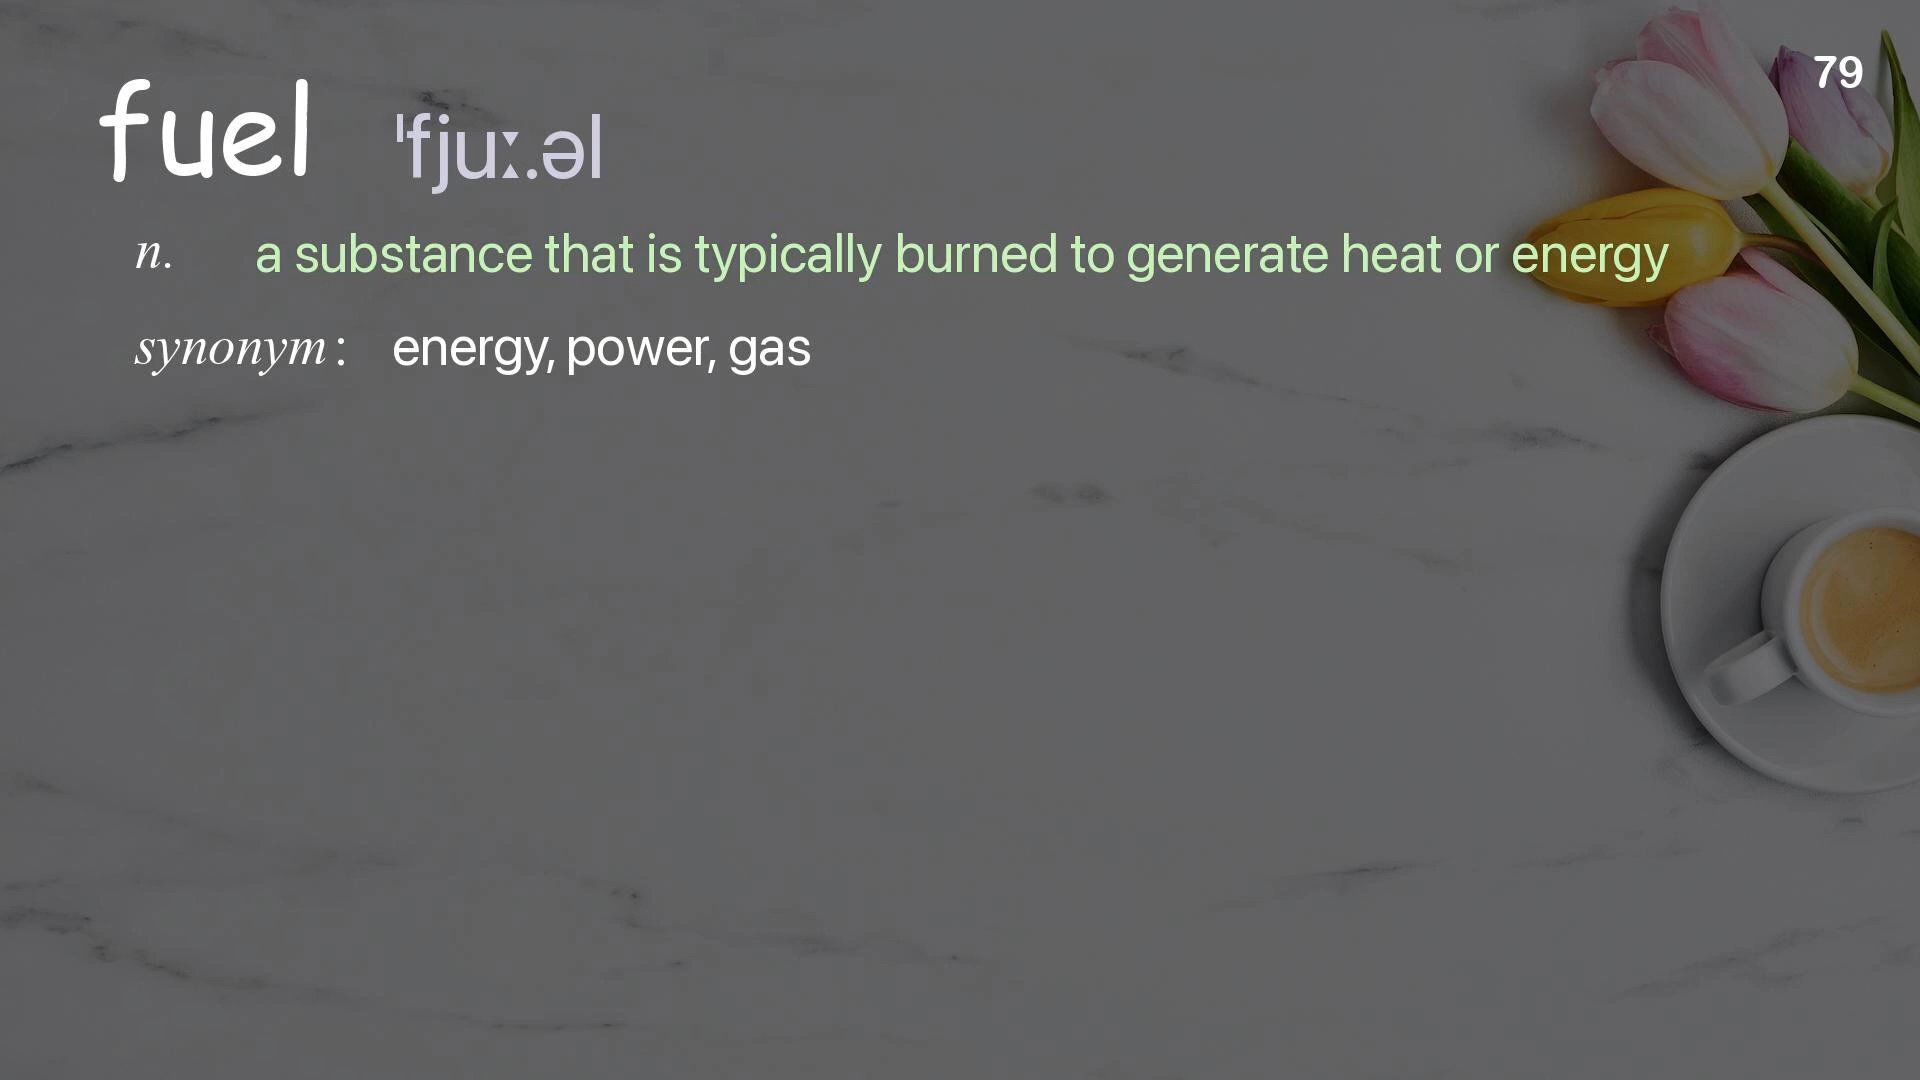 79
fuel ˈfjuː.əl
n. a substance that is typically burned to generate heat or energy
synonym: energy, power, gas